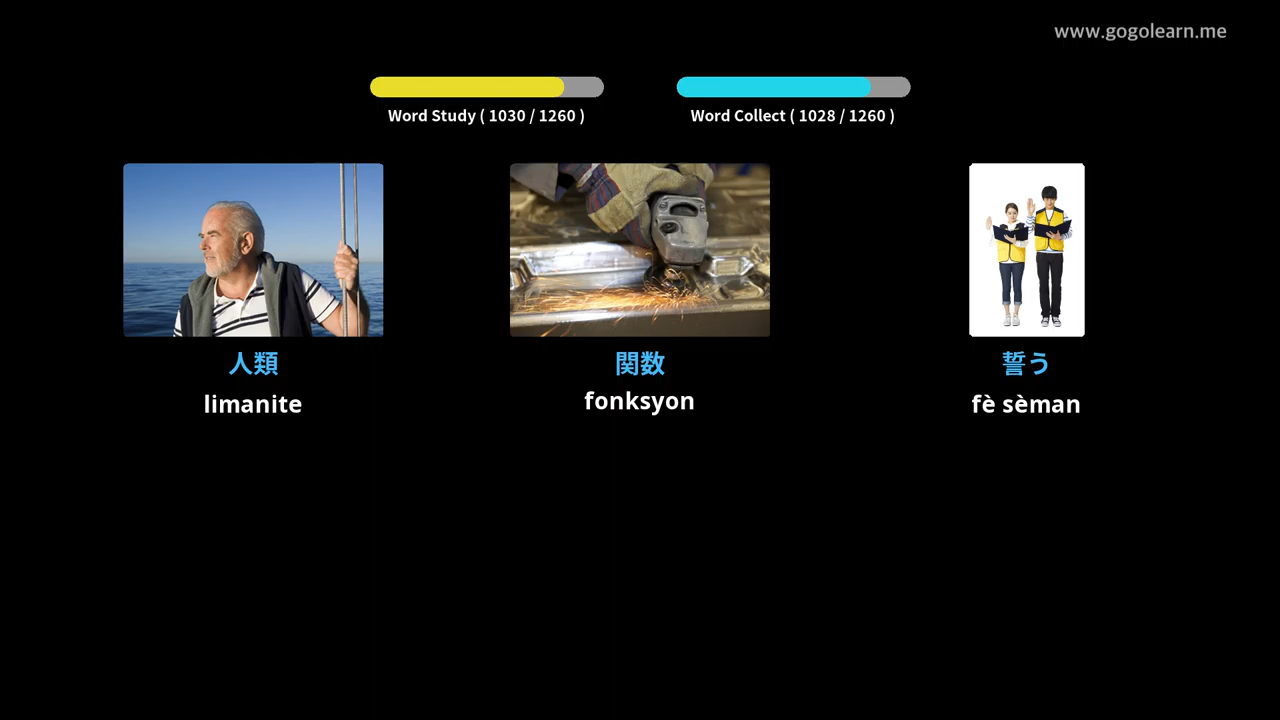 www.gogolearn.me
Word Study ( 1030 / 1260 )
Word Collect ( 1028 / 1260 )
人類
関数
誓う
limanite
fonksyon
fè sèman